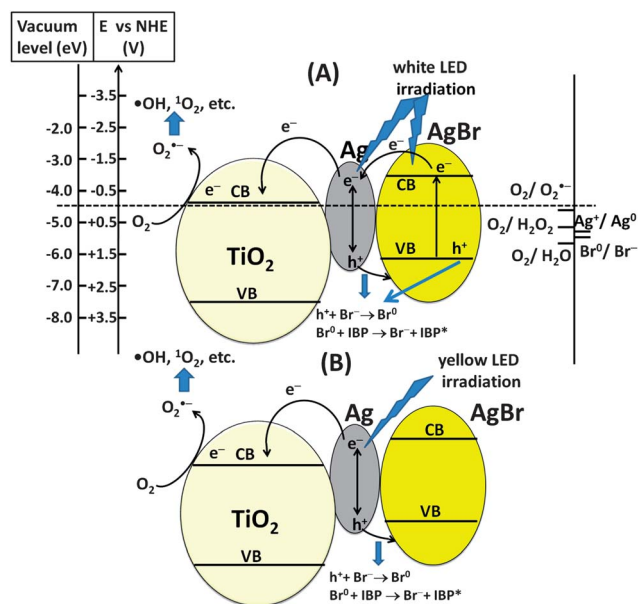 Vacuum level (eV)
E vs NHE (V)
(A)
white LED
irradiation
-3.5
-2.5
-1.5
-0.5
+0.5
+1.5
+2.5
+3.5
-2.0
-3.0
-4.0
-5.0
-6.0
-7.0
-8.0
•OH, ¹O₂, etc.
O₂•⁻
O₂
e⁻
e⁻
CB
TiO₂
VB
Ag
e⁻
h⁺
e⁻
AgBr
e⁻
CB
VB
h⁺
h⁺+ Br⁻→ Br⁰
Br⁰+ IBP → Br⁻+ IBP*
O₂/ O₂•⁻
O₂/ H₂O₂
Ag⁺/ Ag⁰
O₂/ H₂O
Br⁰/ Br⁻
(B)
yellow LED
irradiation
•OH, ¹O₂, etc.
O₂•⁻
O₂
e⁻
e⁻
CB
TiO₂
VB
Ag
e⁻
h⁺
AgBr
CB
VB
h⁺+ Br⁻→ Br⁰
Br⁰ + IBP → Br⁻+ IBP*